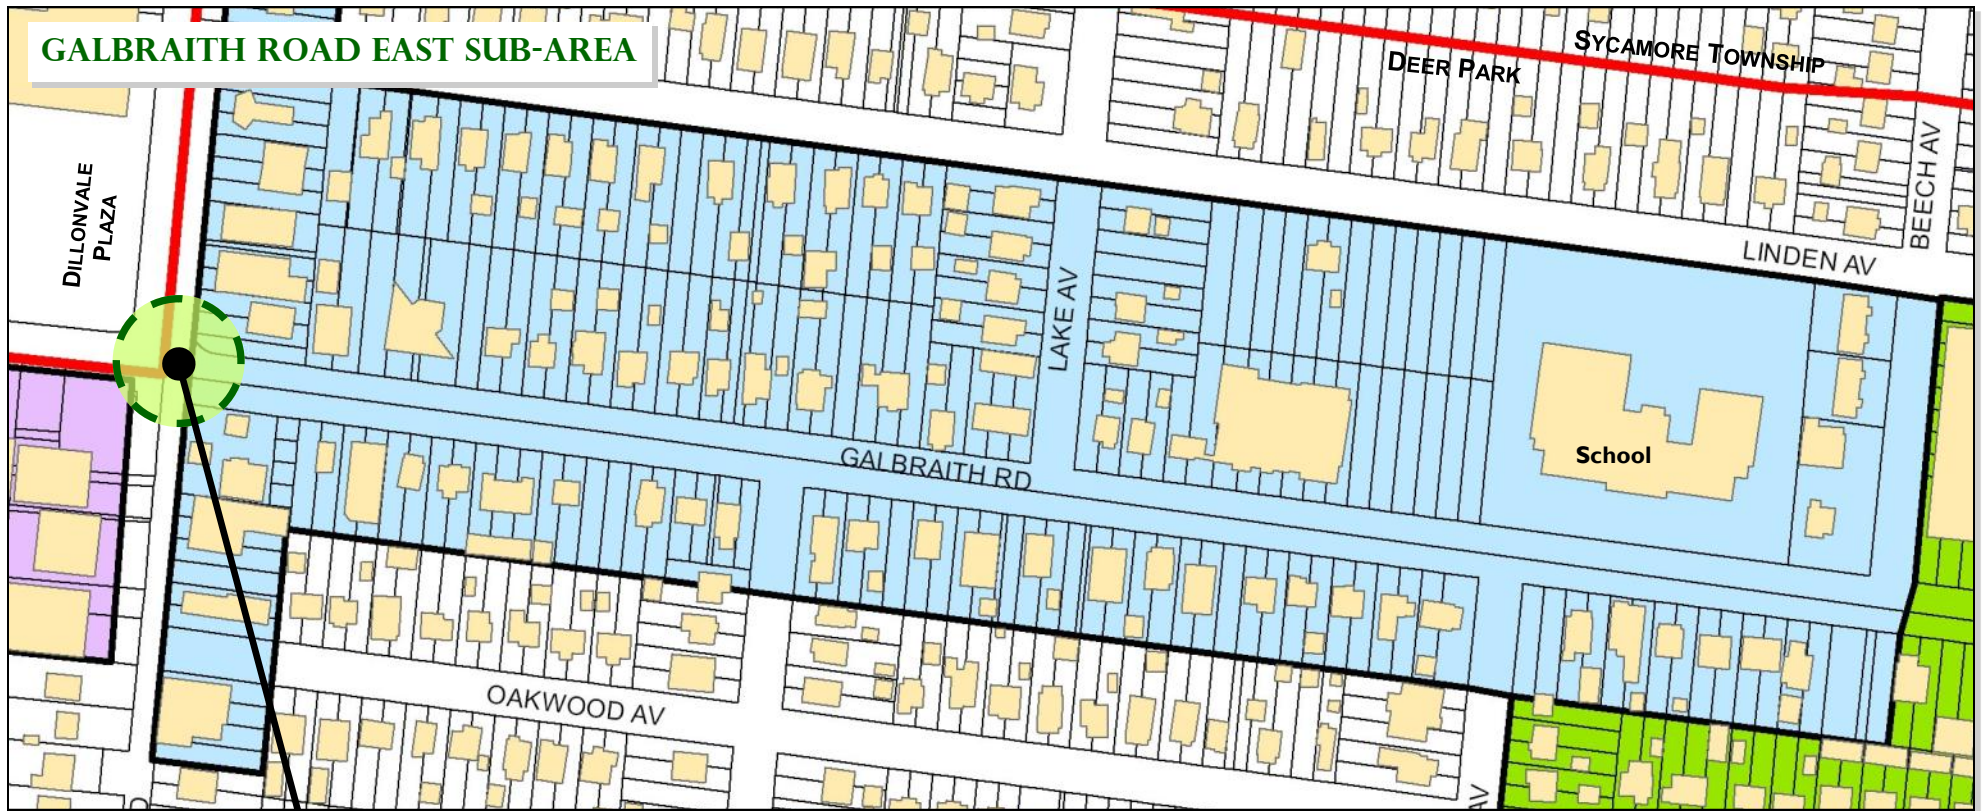 GALBRAITH ROAD EAST SUB-AREA
SYCAMORE TOWNSHIP
DEER PARK
BEECH AV
DILLONVALE
PLAZA
LINDEN AV
LAKE AV
GALBRAITH RD
School
OAKWOOD AV
AV